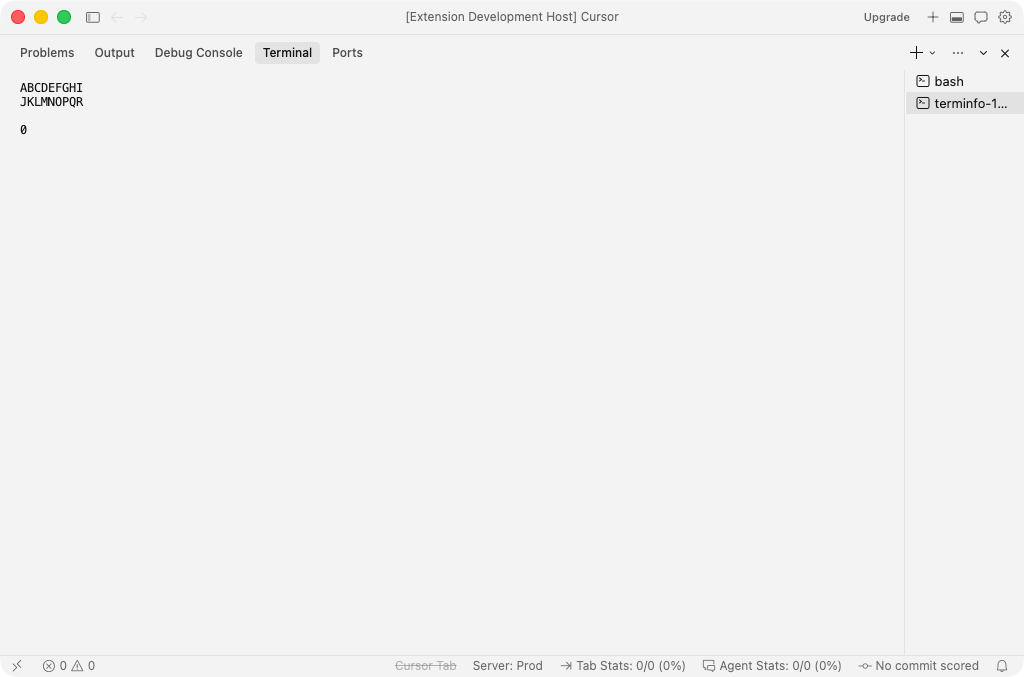 [Extension Development Host] Cursor
Upgrade
Problems Output Debug Console Terminal Ports
ABCDEFGHI
JKLMNOPQR
0
bash
terminfo-1...
0 0 Cursor Tab Server: Prod Tab Stats: 0/0 (0%) Agent Stats: 0/0 (0%) No commit scored